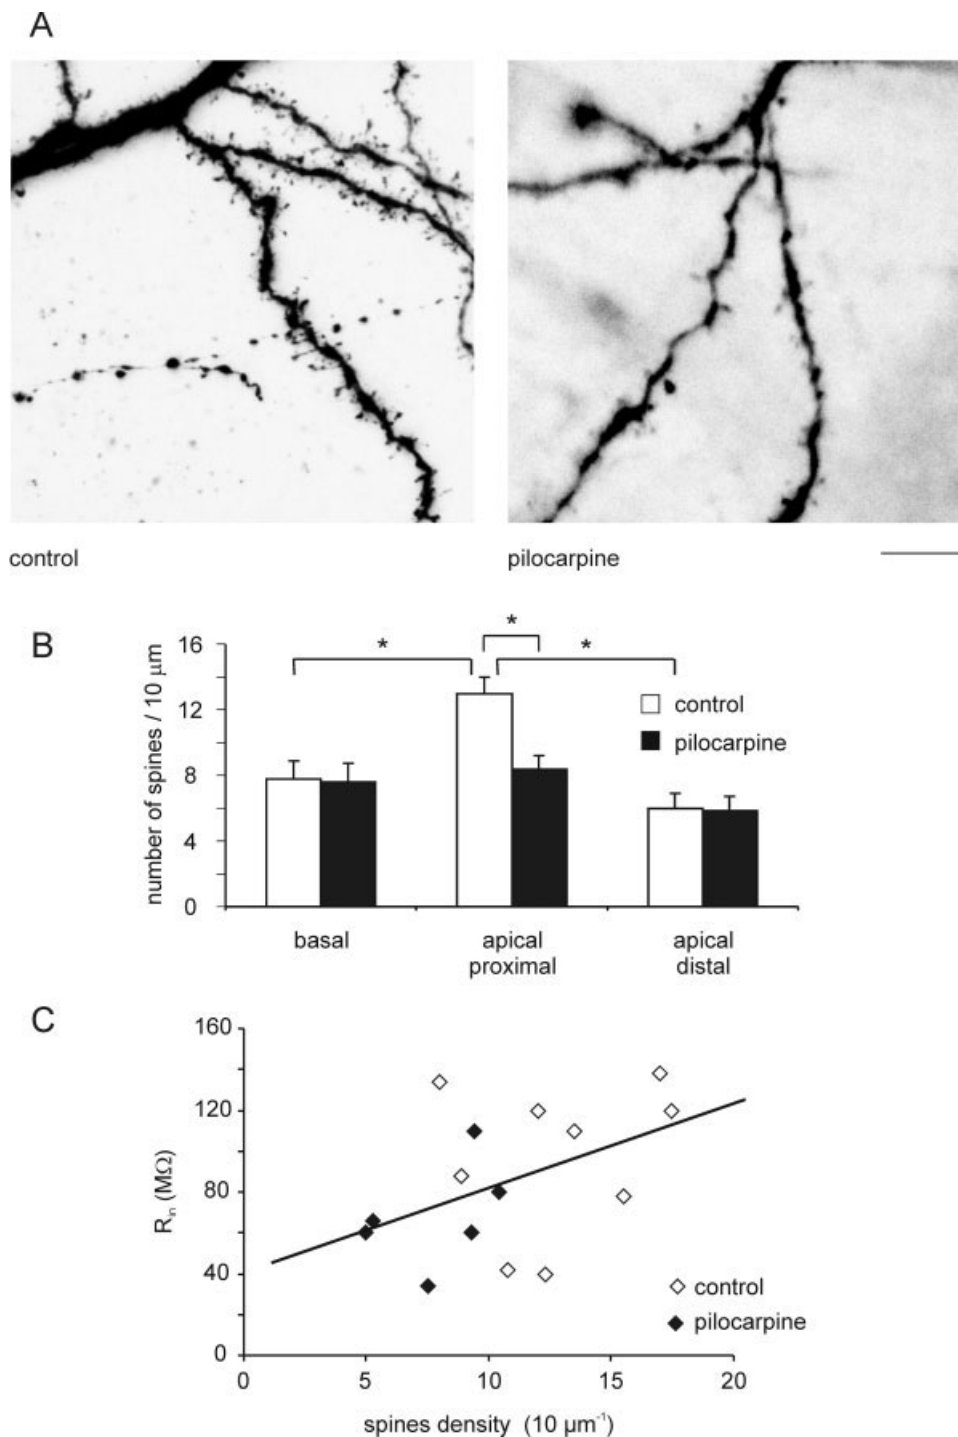 A
control
pilocarpine
B
number of spines / 10 μm
16
12
8
4
0
*
*
*
control
pilocarpine
basal
apical
proximal
apical
distal
C
R_in (MΩ)
160
120
80
40
0
control
pilocarpine
0 5 10 15 20
spines density (10 μm⁻¹)